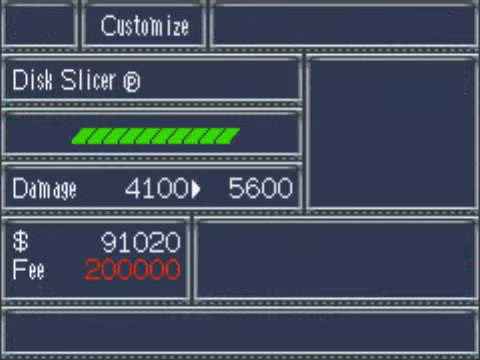 Customize
Disk Slicer Ⓟ
Damage 4100▶ 5600
$ 91020
Fee 200000